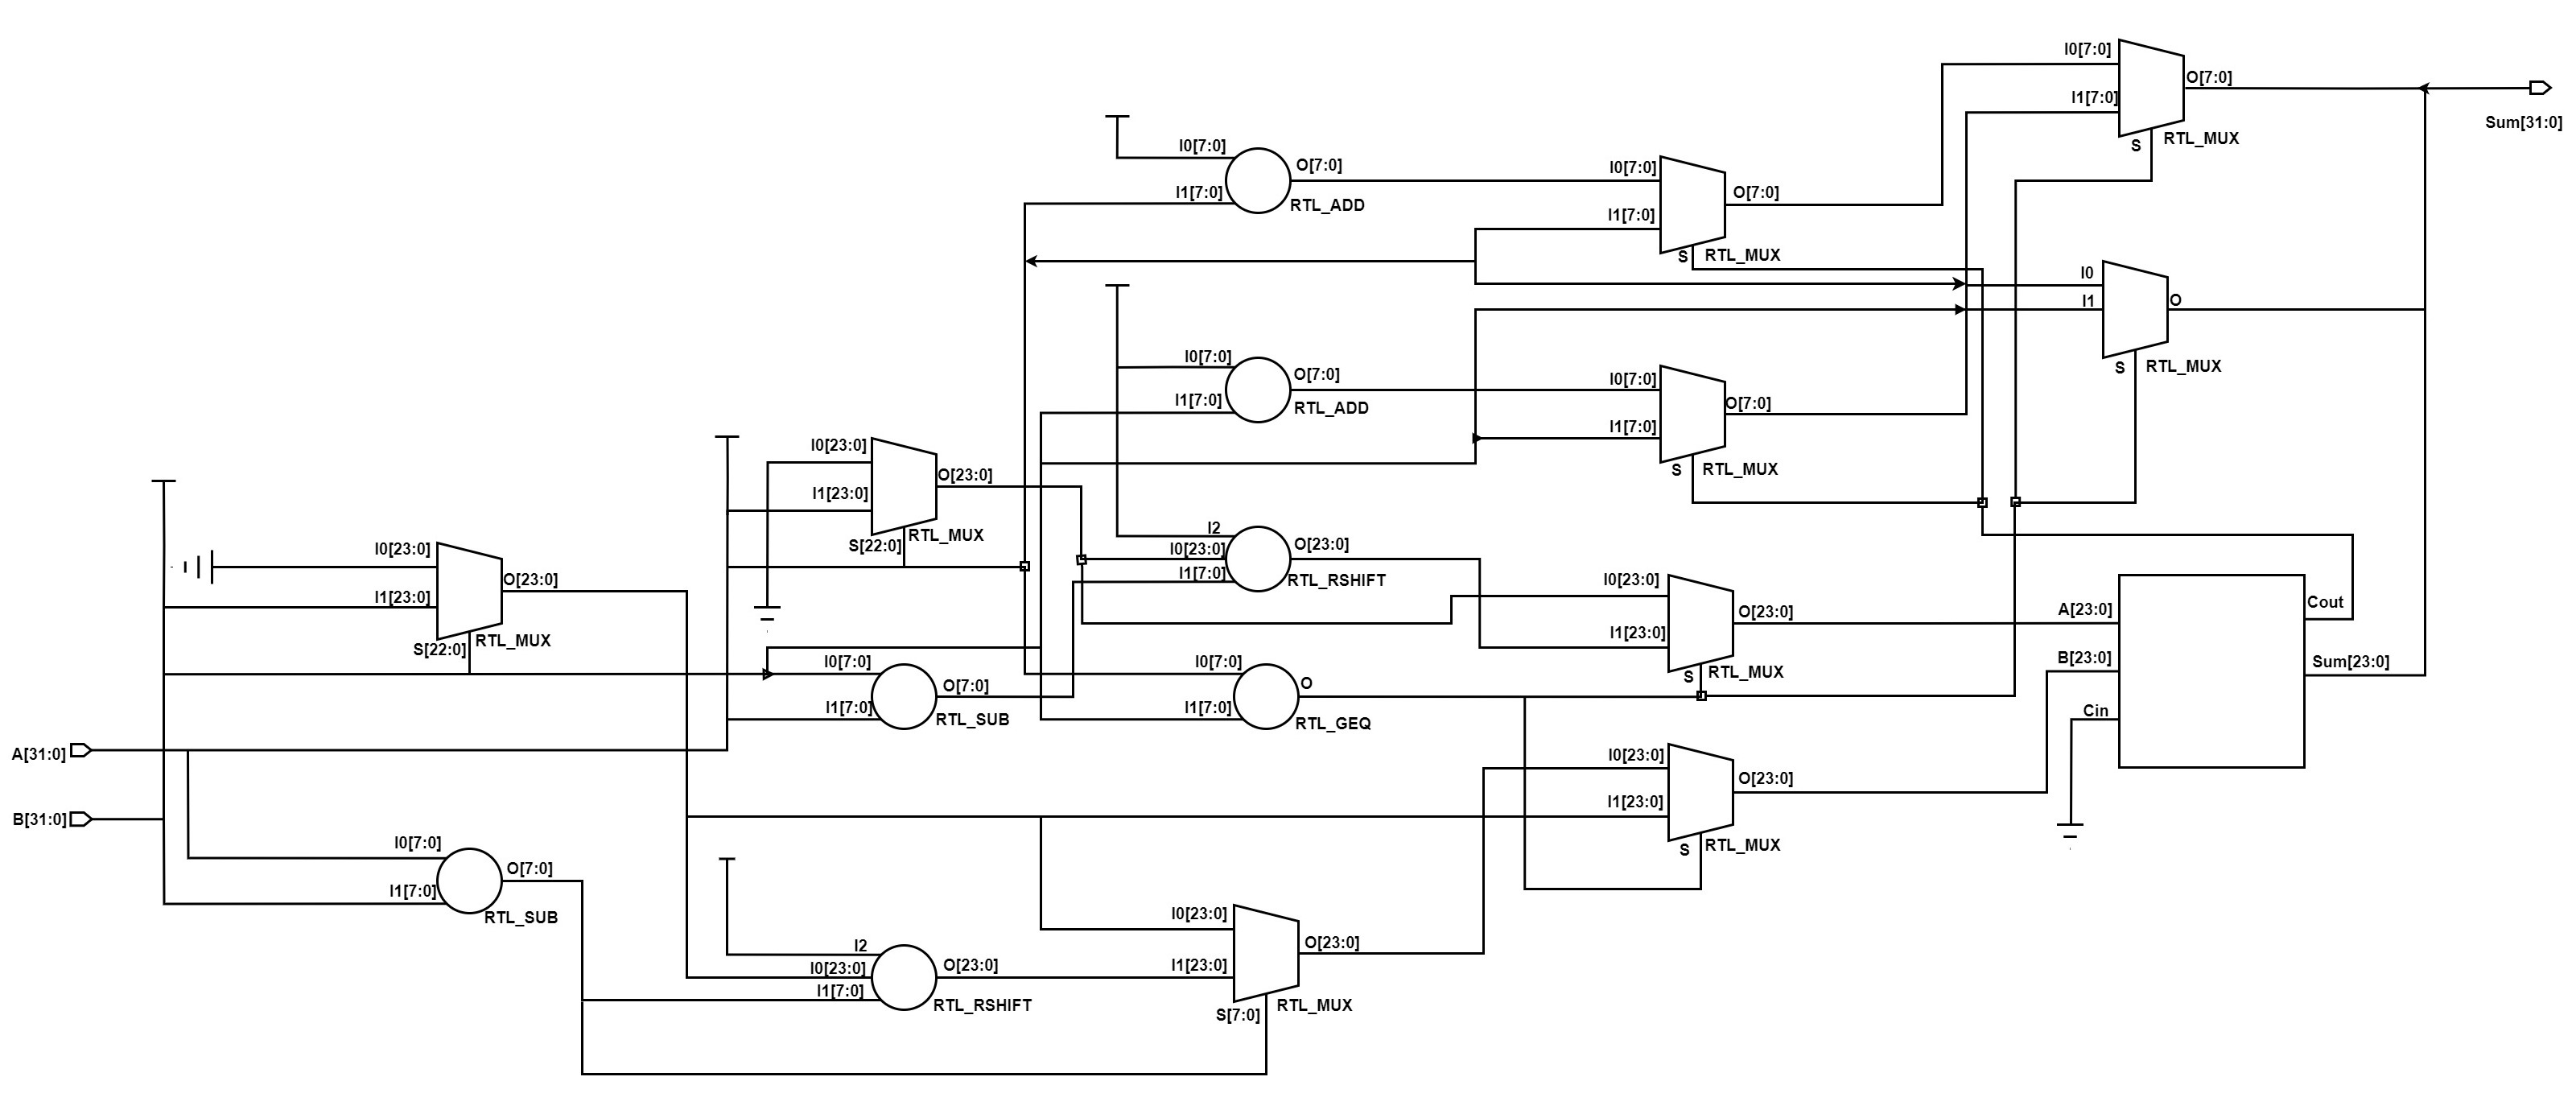 I0[7:0]
O[7:0]
I1[7:0]
S
RTL_MUX
Sum[31:0]
I0[7:0]
O[7:0]
I1[7:0]
RTL_ADD
I0[7:0]
O[7:0]
I1[7:0]
S
RTL_MUX
I0
I1
O
S
RTL_MUX
I0[7:0]
O[7:0]
I1[7:0]
RTL_ADD
I0[7:0]
O[7:0]
I1[7:0]
S
RTL_MUX
I0[23:0]
O[23:0]
I1[23:0]
S[22:0]
RTL_MUX
I2
I0[23:0]
I1[7:0]
O[23:0]
RTL_RSHIFT
I0[23:0]
O[23:0]
I1[23:0]
S[22:0]
RTL_MUX
I0[23:0]
O[23:0]
I1[23:0]
S
RTL_MUX
A[23:0]
B[23:0]
Cin
Cout
Sum[23:0]
I0[7:0]
O[7:0]
I1[7:0]
RTL_SUB
I0[7:0]
O
I1[7:0]
RTL_GEQ
A[31:0]
B[31:0]
I0[23:0]
O[23:0]
I1[23:0]
S
RTL_MUX
I0[7:0]
O[7:0]
I1[7:0]
RTL_SUB
I2
I0[23:0]
I1[7:0]
O[23:0]
RTL_RSHIFT
I0[23:0]
O[23:0]
I1[23:0]
S[7:0]
RTL_MUX